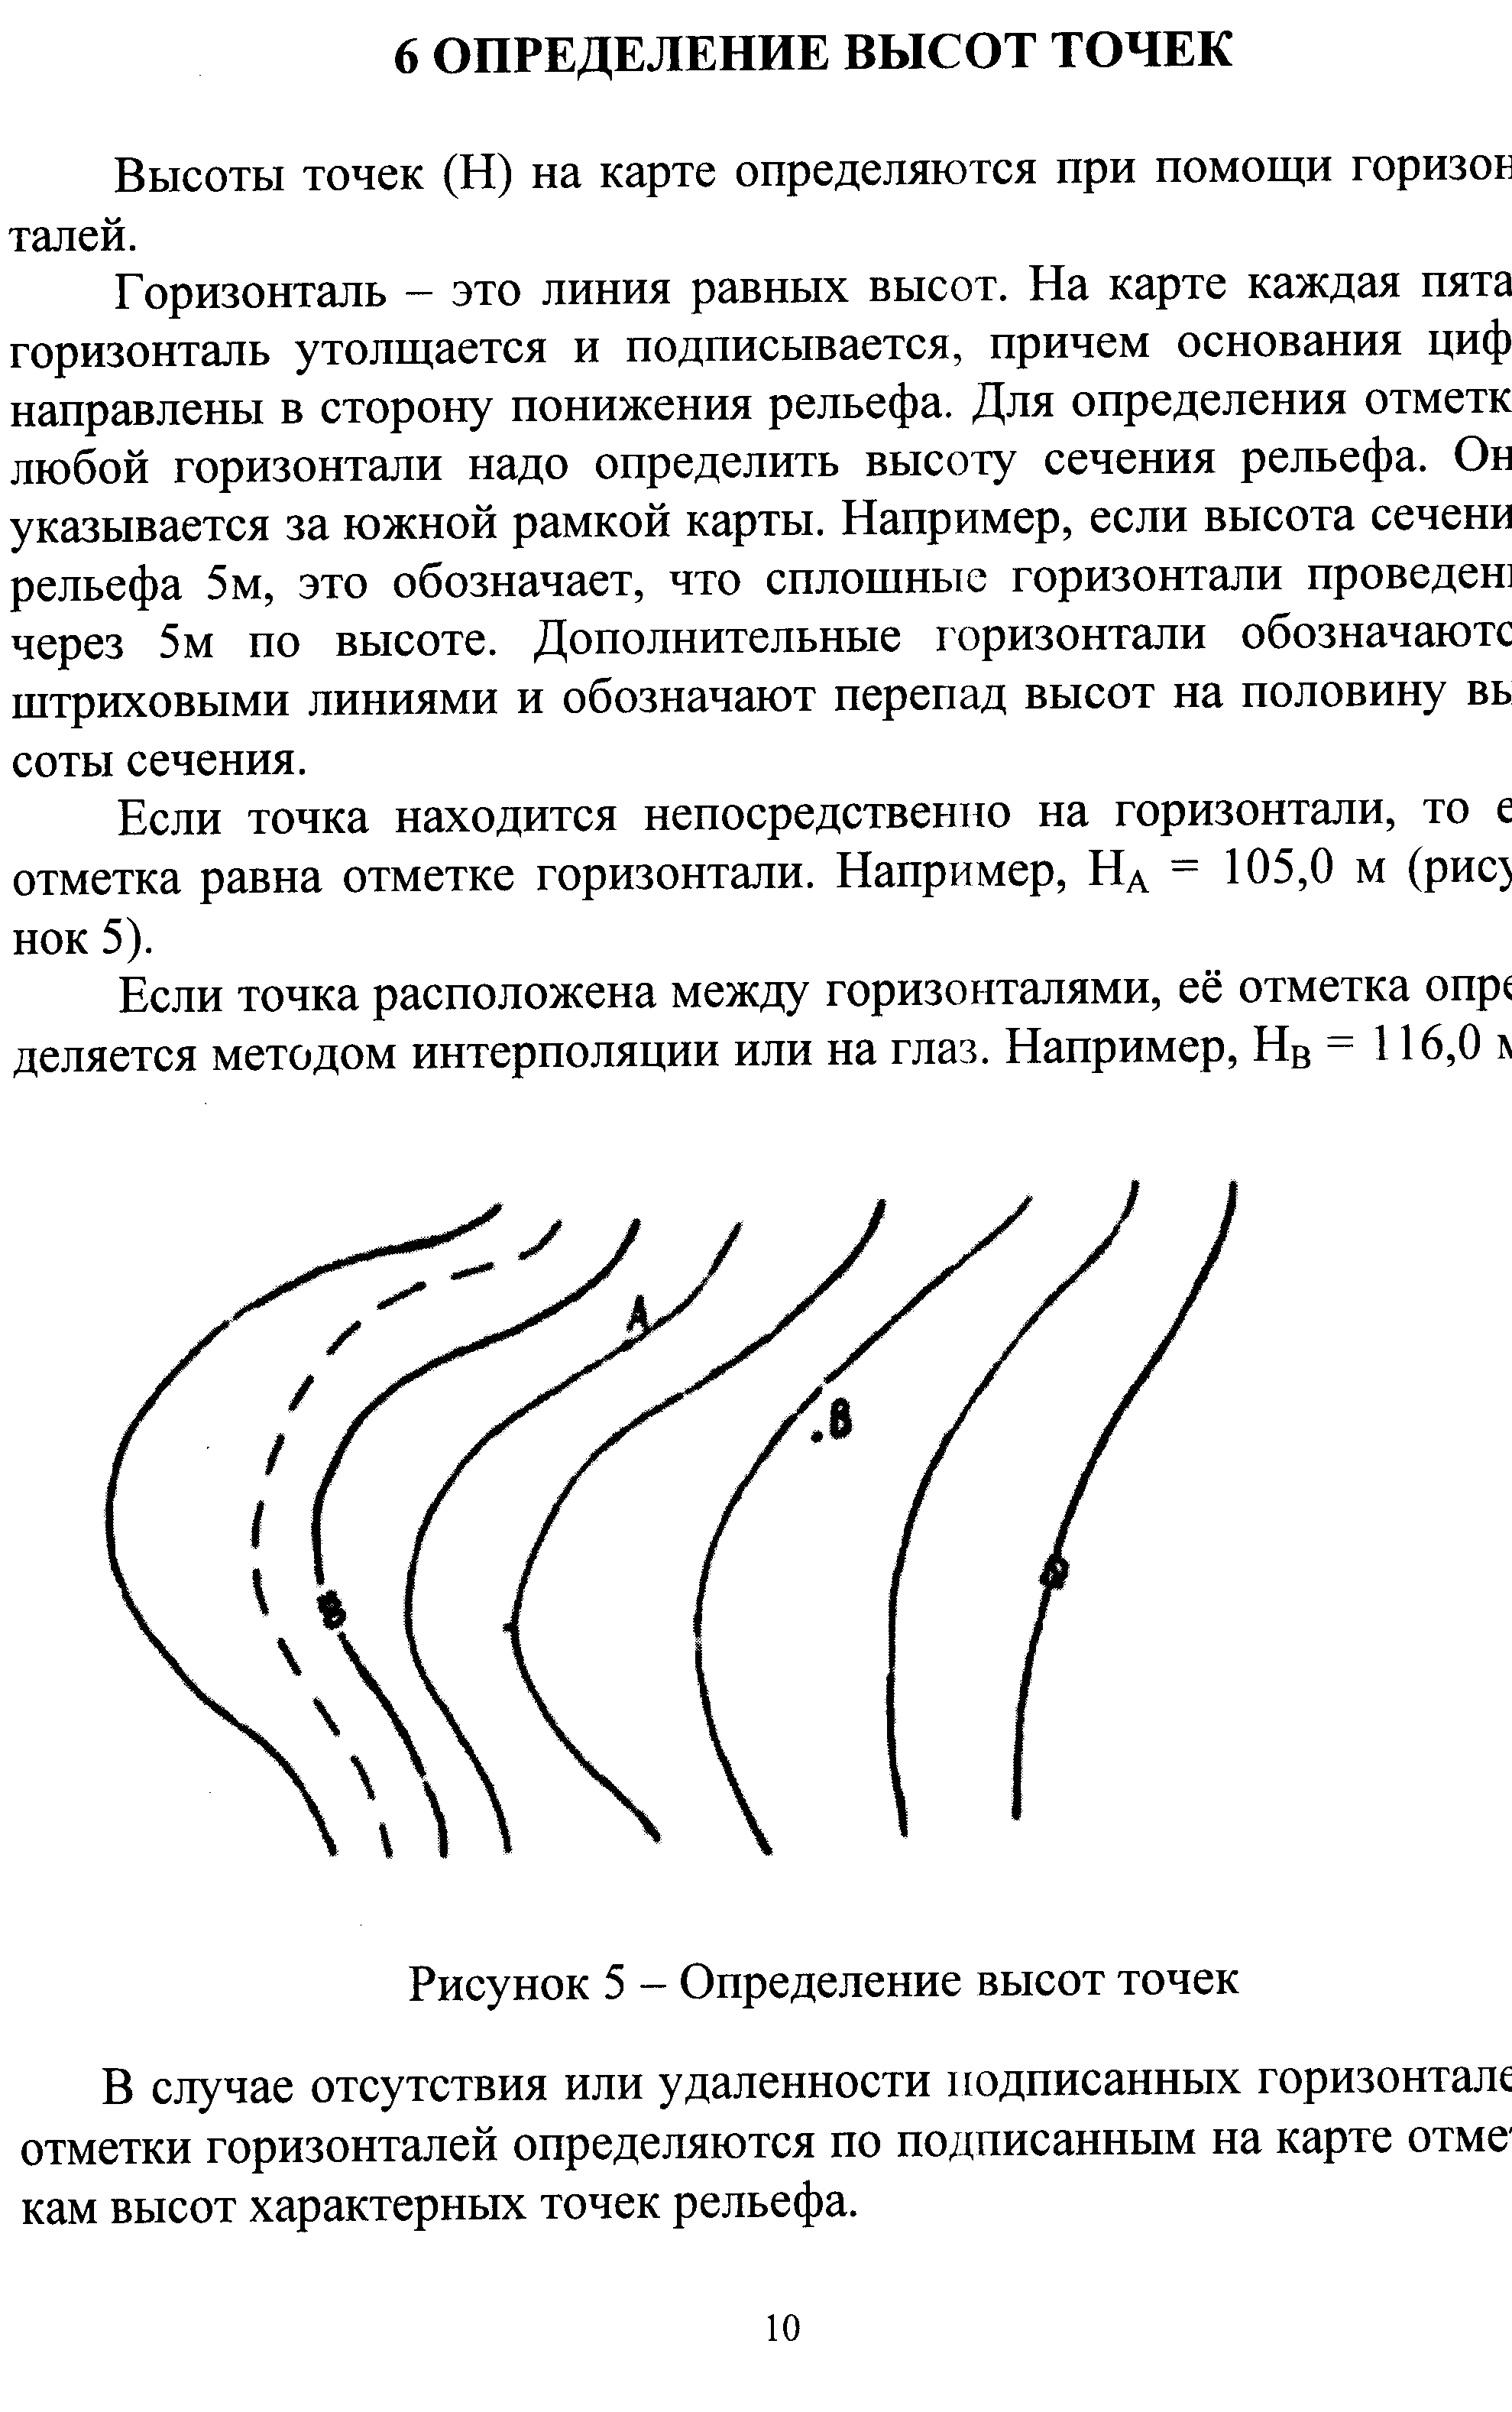 6 ОПРЕДЕЛЕНИЕ ВЫСОТ ТОЧЕК
Высоты точек (Н) на карте определяются при помощи горизон
талей.
Горизонталь – это линия равных высот. На карте каждая пята
горизонталь утолщается и подписывается, причем основания циф
направлены в сторону понижения рельефа. Для определения отметк
любой горизонтали надо определить высоту сечения рельефа. Он
указывается за южной рамкой карты. Например, если высота сечени
рельефа 5м, это обозначает, что сплошные горизонтали проведен
через 5м по высоте. Дополнительные горизонтали обозначаютс
штриховыми линиями и обозначают перепад высот на половину вы
соты сечения.
Если точка находится непосредственно на горизонтали, то е
отметка равна отметке горизонтали. Например, НА = 105,0 м (рису
нок 5).
Если точка расположена между горизонталями, её отметка опре
деляется методом интерполяции или на глаз. Например, НВ = 116,0 м
А
.В
Рисунок 5 – Определение высот точек
В случае отсутствия или удаленности подписанных горизонтале
отметки горизонталей определяются по подписанным на карте отме
кам высот характерных точек рельефа.
10